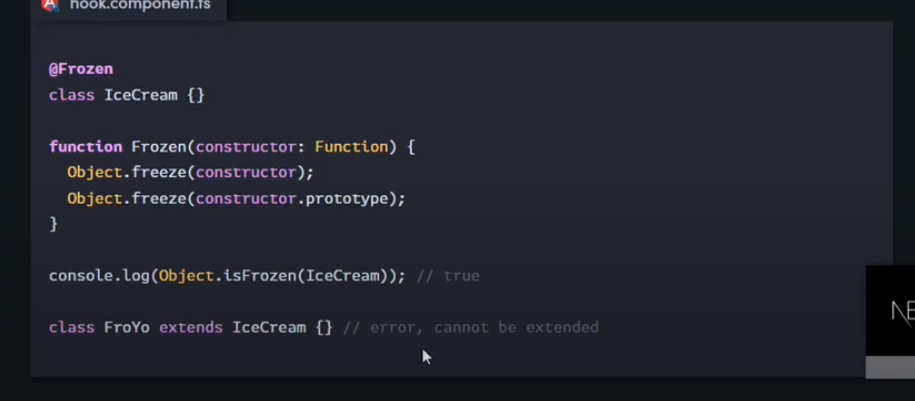 hook.component.ts
@Frozen
class IceCream {}
function Frozen(constructor: Function) {
Object.freeze(constructor);
Object.freeze(constructor.prototype);
}
console.log(Object.isFrozen(IceCream)); // true
class FroYo extends IceCream {} // error, cannot be extended